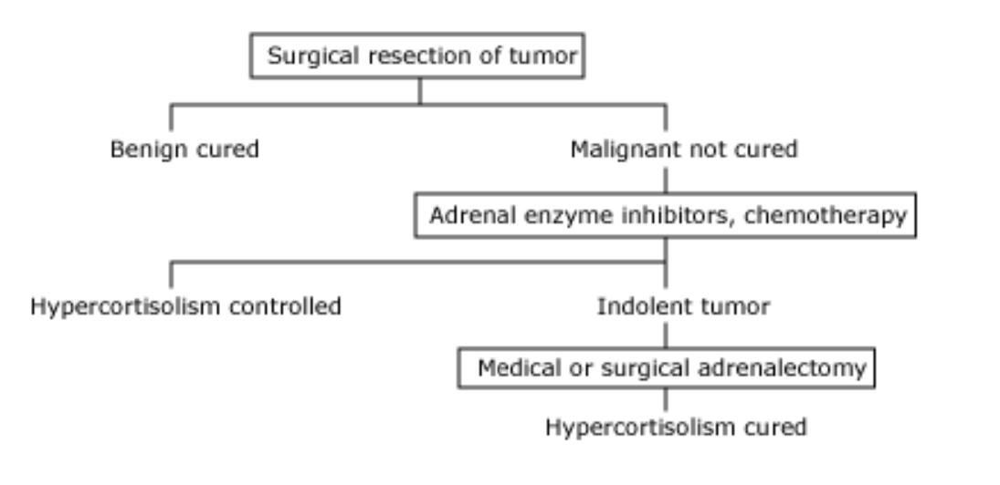 Surgical resection of tumor
Benign cured
Malignant not cured
Adrenal enzyme inhibitors, chemotherapy
Hypercortisolism controlled
Indolent tumor
Medical or surgical adrenalectomy
Hypercortisolism cured